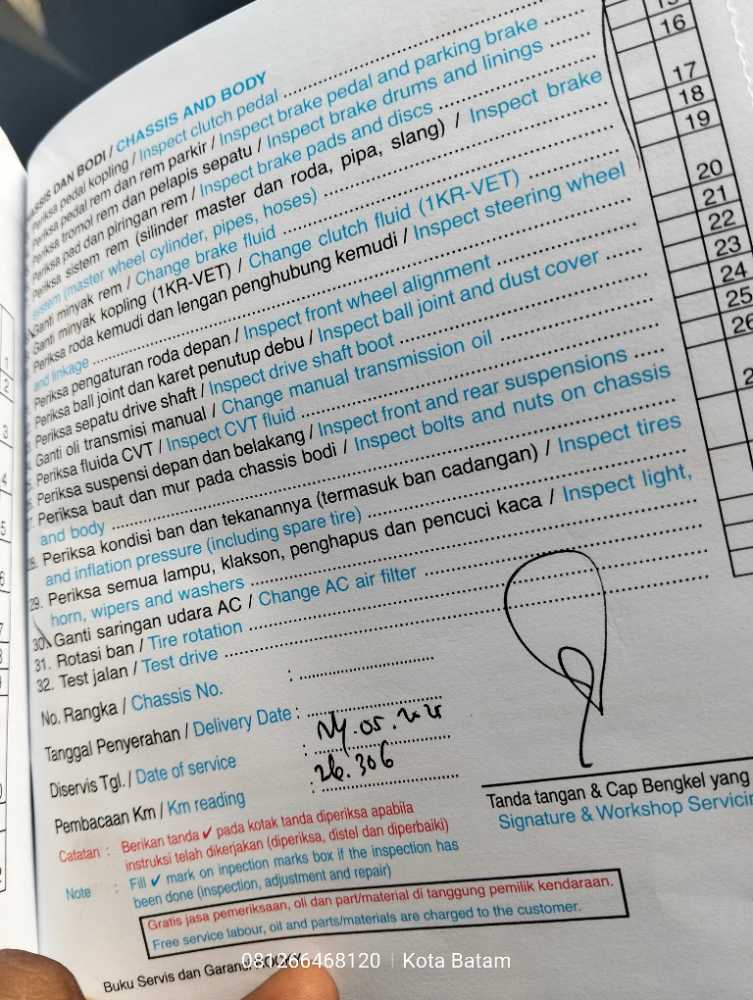 CHASSIS AND BODY
SIS DAN BODI / CHASSIS AND BODY
Periksa pedal kopling / Inspect clutch pedal
Periksa pedal rem dan rem parkir / Inspect brake pedal and parking brake
Periksa tromol rem dan pelapis sepatu / Inspect brake drums and linings
Periksa pad dan piringan rem / Inspect brake pads and discs
Periksa sistem rem (silinder master dan roda, pipa, slang) / Inspect brake
system (master wheel cylinder, pipes, hoses)
Ganti minyak rem / Change brake fluid
Ganti minyak kopling (1KR-VET) / Change clutch fluid (1KR-VET)
Periksa roda kemudi dan lengan penghubung kemudi / Inspect steering wheel
and linkage
Periksa pengaturan roda depan / Inspect front wheel alignment
Periksa ball joint dan karet penutup debu / Inspect ball joint and dust cover
Periksa sepatu drive shaft / Inspect drive shaft boot
Ganti oli transmisi manual / Change manual transmission oil
Periksa fluida CVT / Inspect CVT fluid
Periksa suspensi depan dan belakang / Inspect front and rear suspensions
Periksa baut dan mur pada chassis bodi / Inspect bolts and nuts on chassis
and body
28. Periksa kondisi ban dan tekanannya (termasuk ban cadangan) / Inspect tires
and inflation pressure (including spare tire)
29. Periksa semua lampu, klakson, penghapus dan pencuci kaca / Inspect light,
horn, wipers and washers
30. Ganti saringan udara AC / Change AC air filter
31. Rotasi ban / Tire rotation
32. Test jalan / Test drive
16
17
18
19
20
21
22
23
24
25
26
No. Rangka / Chassis No. :
Tanggal Penyerahan / Delivery Date :
Diservis Tgl. / Date of service :
Pembacaan Km / Km reading : 26.306
Tanda tangan & Cap Bengkel yang
Signature & Workshop Servicin
Catatan : Berikan tanda ✓ pada kotak tanda diperiksa apabila
instruksi telah dikerjakan (diperiksa, distel dan diperbaiki)
Note : Fill ✓ mark on inpection marks box if the inspection has
been done (inspection, adjustment and repair)
Gratis jasa pemeriksaan, oli dan part/material di tanggung pemilik kendaraan.
Free service labour, oil and parts/materials are charged to the customer.
Buku Servis dan Garansi
081266468120 | Kota Batam